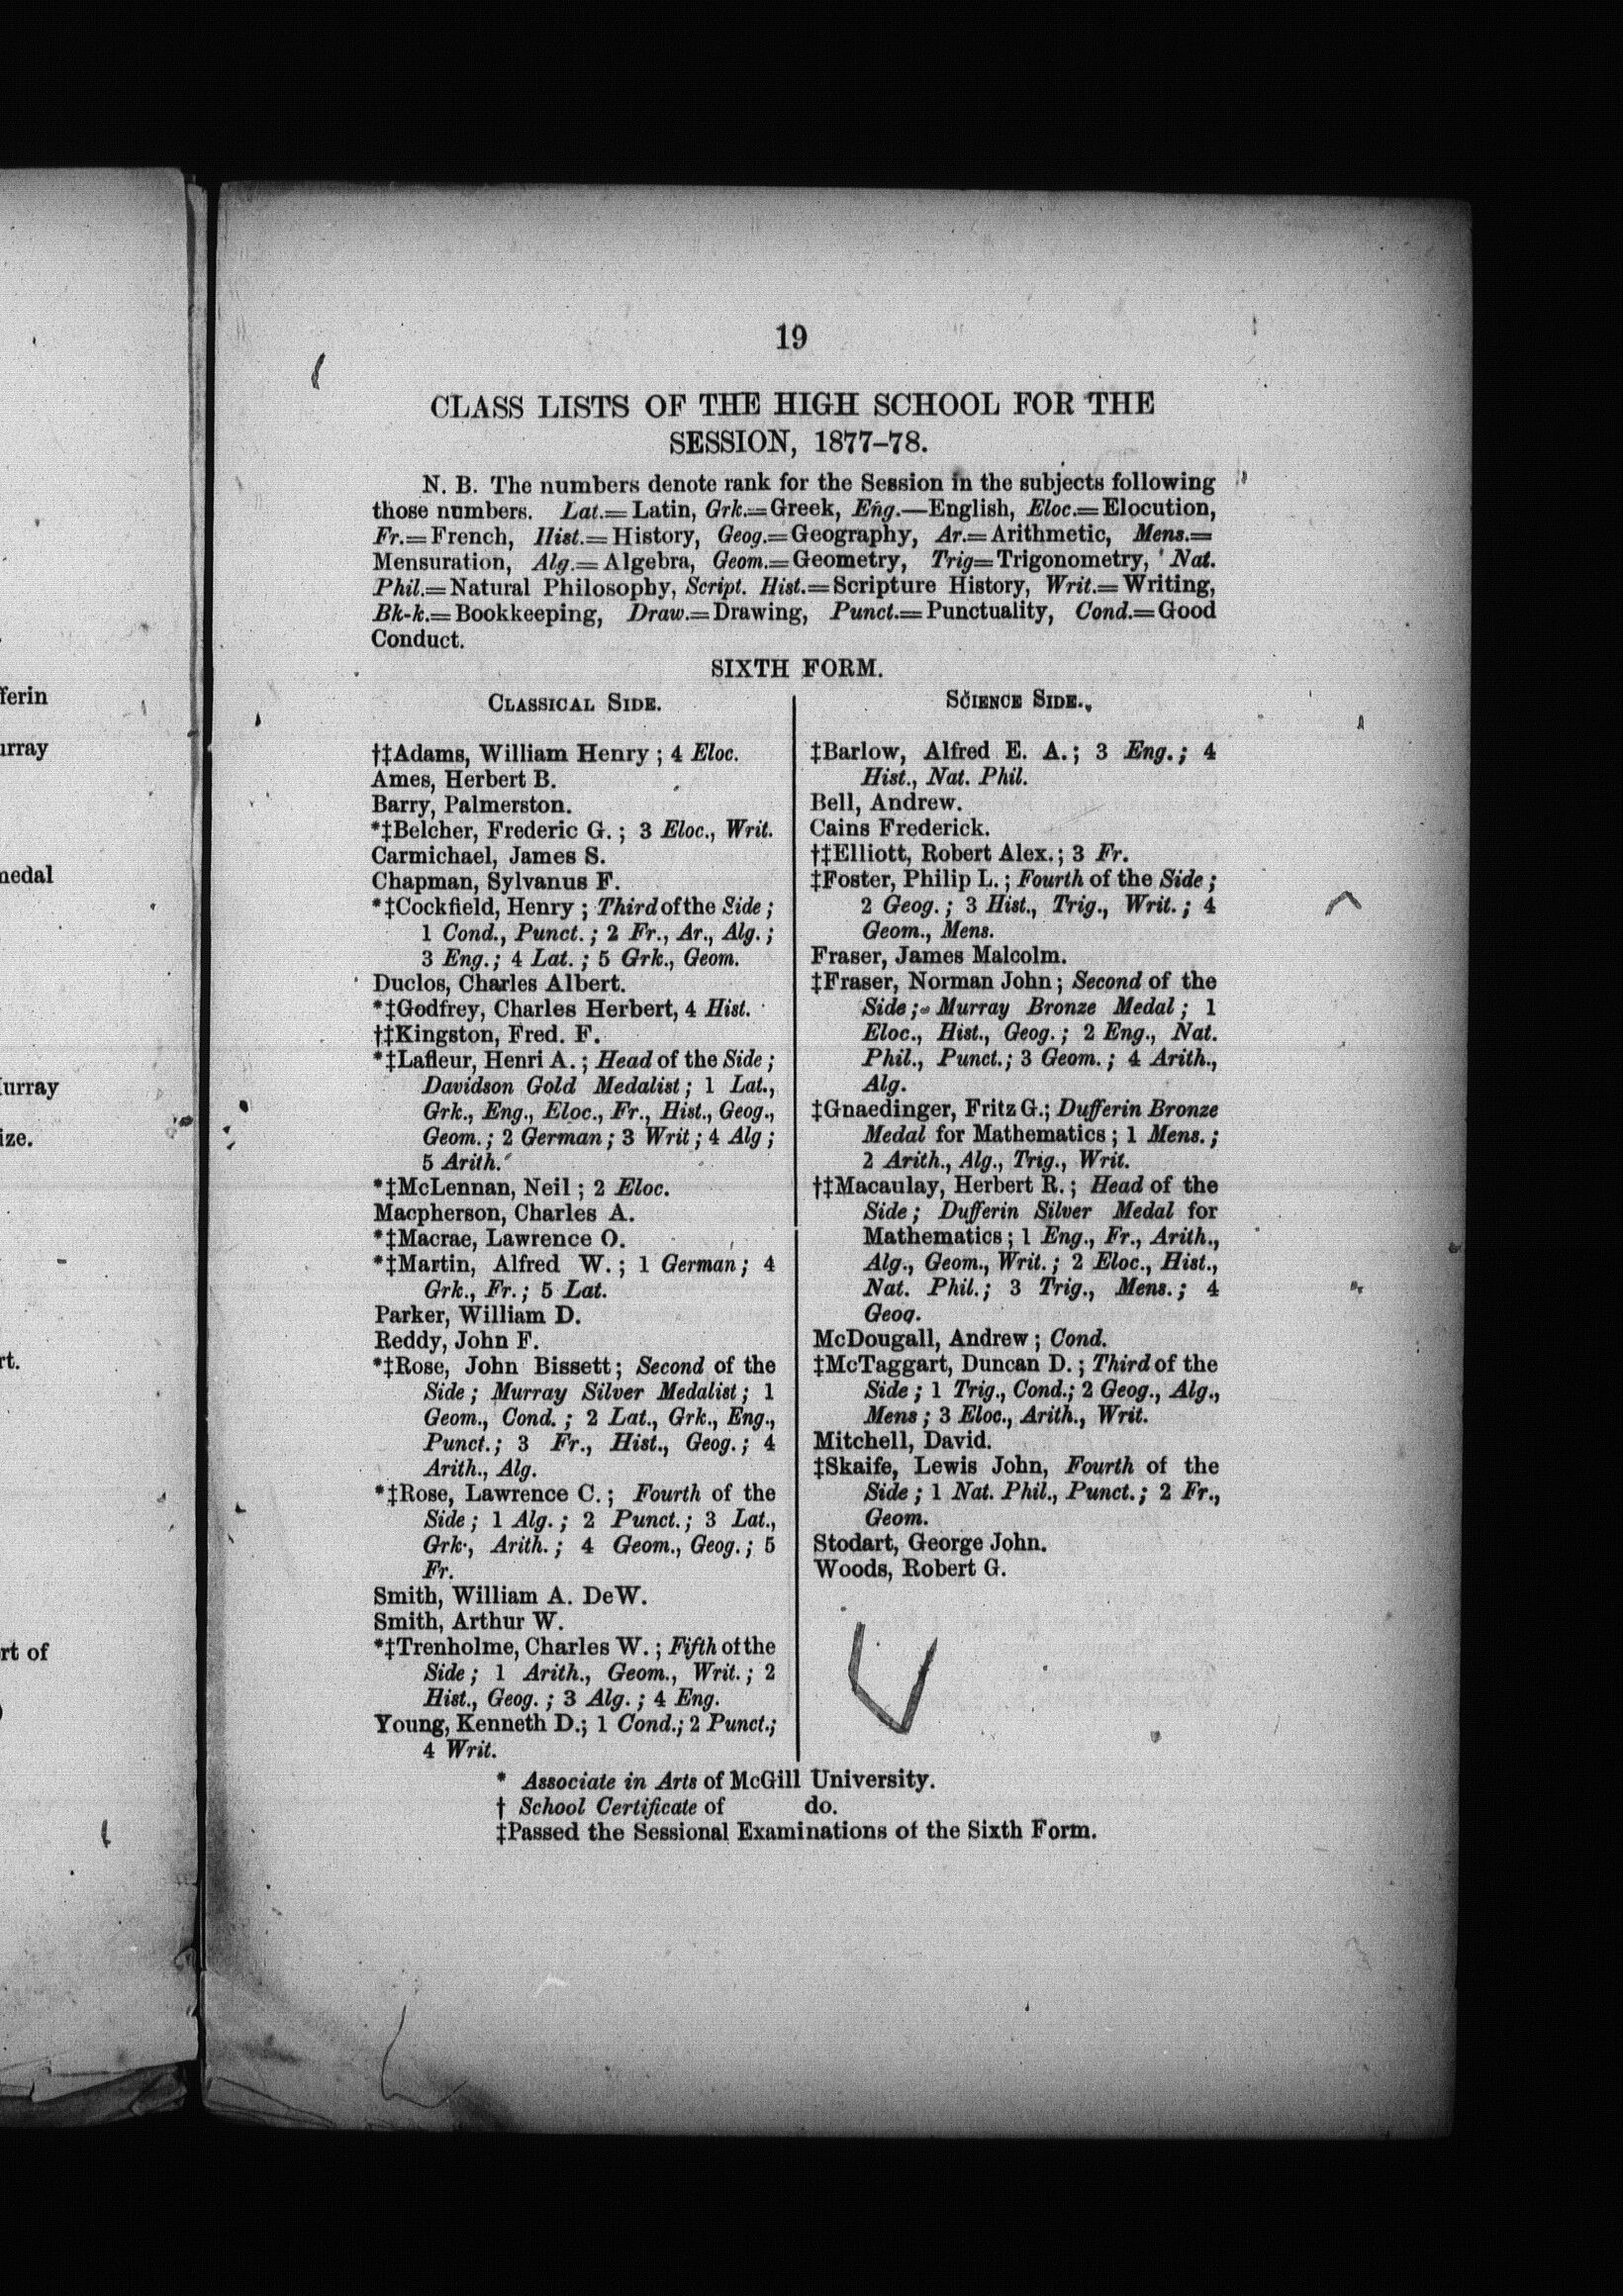 19
CLASS LISTS OF THE HIGH SCHOOL FOR THE
SESSION, 1877–78.
N. B. The numbers denote rank for the Session in the subjects following
those numbers. Lat.=Latin, Grk.=Greek, Eng.—English, Eloc.=Elocution,
Fr.=French, Hist.=History, Geog.=Geography, Ar.=Arithmetic, Mens.=
Mensuration, Alg.=Algebra, Geom.=Geometry, Trig=Trigonometry, Nat.
Phil.=Natural Philosophy, Script. Hist.=Scripture History, Writ.=Writing,
Bk-k.=Bookkeeping, Draw.=Drawing, Punct.=Punctuality, Cond.=Good
Conduct.
SIXTH FORM.
CLASSICAL SIDE.
†‡Adams, William Henry ; 4 Eloc.
Ames, Herbert B.
Barry, Palmerston.
*‡Belcher, Frederic G. ; 3 Eloc., Writ.
Carmichael, James S.
Chapman, Sylvanus F.
*‡Cockfield, Henry ; Third of the Side ;
1 Cond., Punct. ; 2 Fr., Ar., Alg. ;
3 Eng. ; 4 Lat. ; 5 Grk., Geom.
Duclos, Charles Albert.
*‡Godfrey, Charles Herbert, 4 Hist.
†‡Kingston, Fred. F.
*‡Lafleur, Henri A. ; Head of the Side ;
Davidson Gold Medalist ; 1 Lat.,
Grk., Eng., Eloc., Fr., Hist., Geog.,
Geom. ; 2 German ; 3 Writ ; 4 Alg ;
5 Arith.
*‡McLennan, Neil ; 2 Eloc.
Macpherson, Charles A.
*‡Macrae, Lawrence O.
*‡Martin, Alfred W. ; 1 German ; 4
Grk., Fr. ; 5 Lat.
Parker, William D.
Reddy, John F.
*‡Rose, John Bissett ; Second of the
Side ; Murray Silver Medalist ; 1
Geom., Cond. ; 2 Lat., Grk., Eng.,
Punct. ; 3 Fr., Hist., Geog. ; 4
Arith., Alg.
*‡Rose, Lawrence C. ; Fourth of the
Side ; 1 Alg. ; 2 Punct. ; 3 Lat.,
Grk., Arith. ; 4 Geom., Geog. ; 5
Fr.
Smith, William A. DeW.
Smith, Arthur W.
*‡Trenholme, Charles W. ; Fifth of the
Side ; 1 Arith., Geom., Writ. ; 2
Hist., Geog. ; 3 Alg. ; 4 Eng.
Young, Kenneth D.; 1 Cond.; 2 Punct.;
4 Writ.
SCIENCE SIDE.
‡Barlow, Alfred E. A. ; 3 Eng. ; 4
Hist., Nat. Phil.
Bell, Andrew.
Cains Frederick.
†‡Elliott, Robert Alex. ; 3 Fr.
‡Foster, Philip L. ; Fourth of the Side ;
2 Geog. ; 3 Hist., Trig., Writ. ; 4
Geom., Mens.
Fraser, James Malcolm.
‡Fraser, Norman John ; Second of the
Side ; Murray Bronze Medal ; 1
Eloc., Hist., Geog. ; 2 Eng., Nat.
Phil., Punct. ; 3 Geom. ; 4 Arith.,
Alg.
‡Gnaedinger, Fritz G.; Dufferin Bronze
Medal for Mathematics ; 1 Mens. ;
2 Arith., Alg., Trig., Writ.
†‡Macaulay, Herbert R. ; Head of the
Side ; Dufferin Silver Medal for
Mathematics ; 1 Eng., Fr., Arith.,
Alg., Geom., Writ. ; 2 Eloc., Hist.,
Nat. Phil. ; 3 Trig., Mens. ; 4
Geog.
McDougall, Andrew ; Cond.
‡McTaggart, Duncan D. ; Third of the
Side ; 1 Trig., Cond. ; 2 Geog., Alg.,
Mens ; 3 Eloc., Arith., Writ.
Mitchell, David.
‡Skaife, Lewis John, Fourth of the
Side ; 1 Nat. Phil., Punct. ; 2 Fr.,
Geom.
Stodart, George John.
Woods, Robert G.
* Associate in Arts of McGill University.
† School Certificate of do.
‡Passed the Sessional Examinations of the Sixth Form.
ferin
urray
medal
urray
ize.
rt.
rt of
)